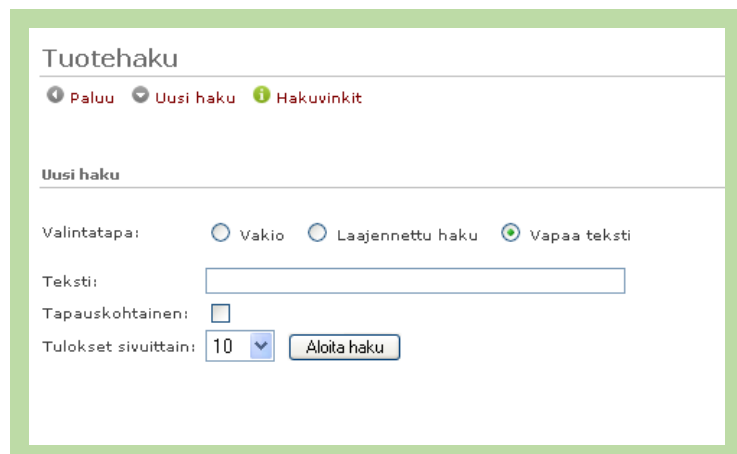 Tuotehaku
Paluu Uusi haku Hakuvinkit
Uusi haku
Valintatapa: Vakio Laajennettu haku Vapaa teksti
Teksti:
Tapauskohtainen:
Tulokset sivuittain: 10 Aloita haku